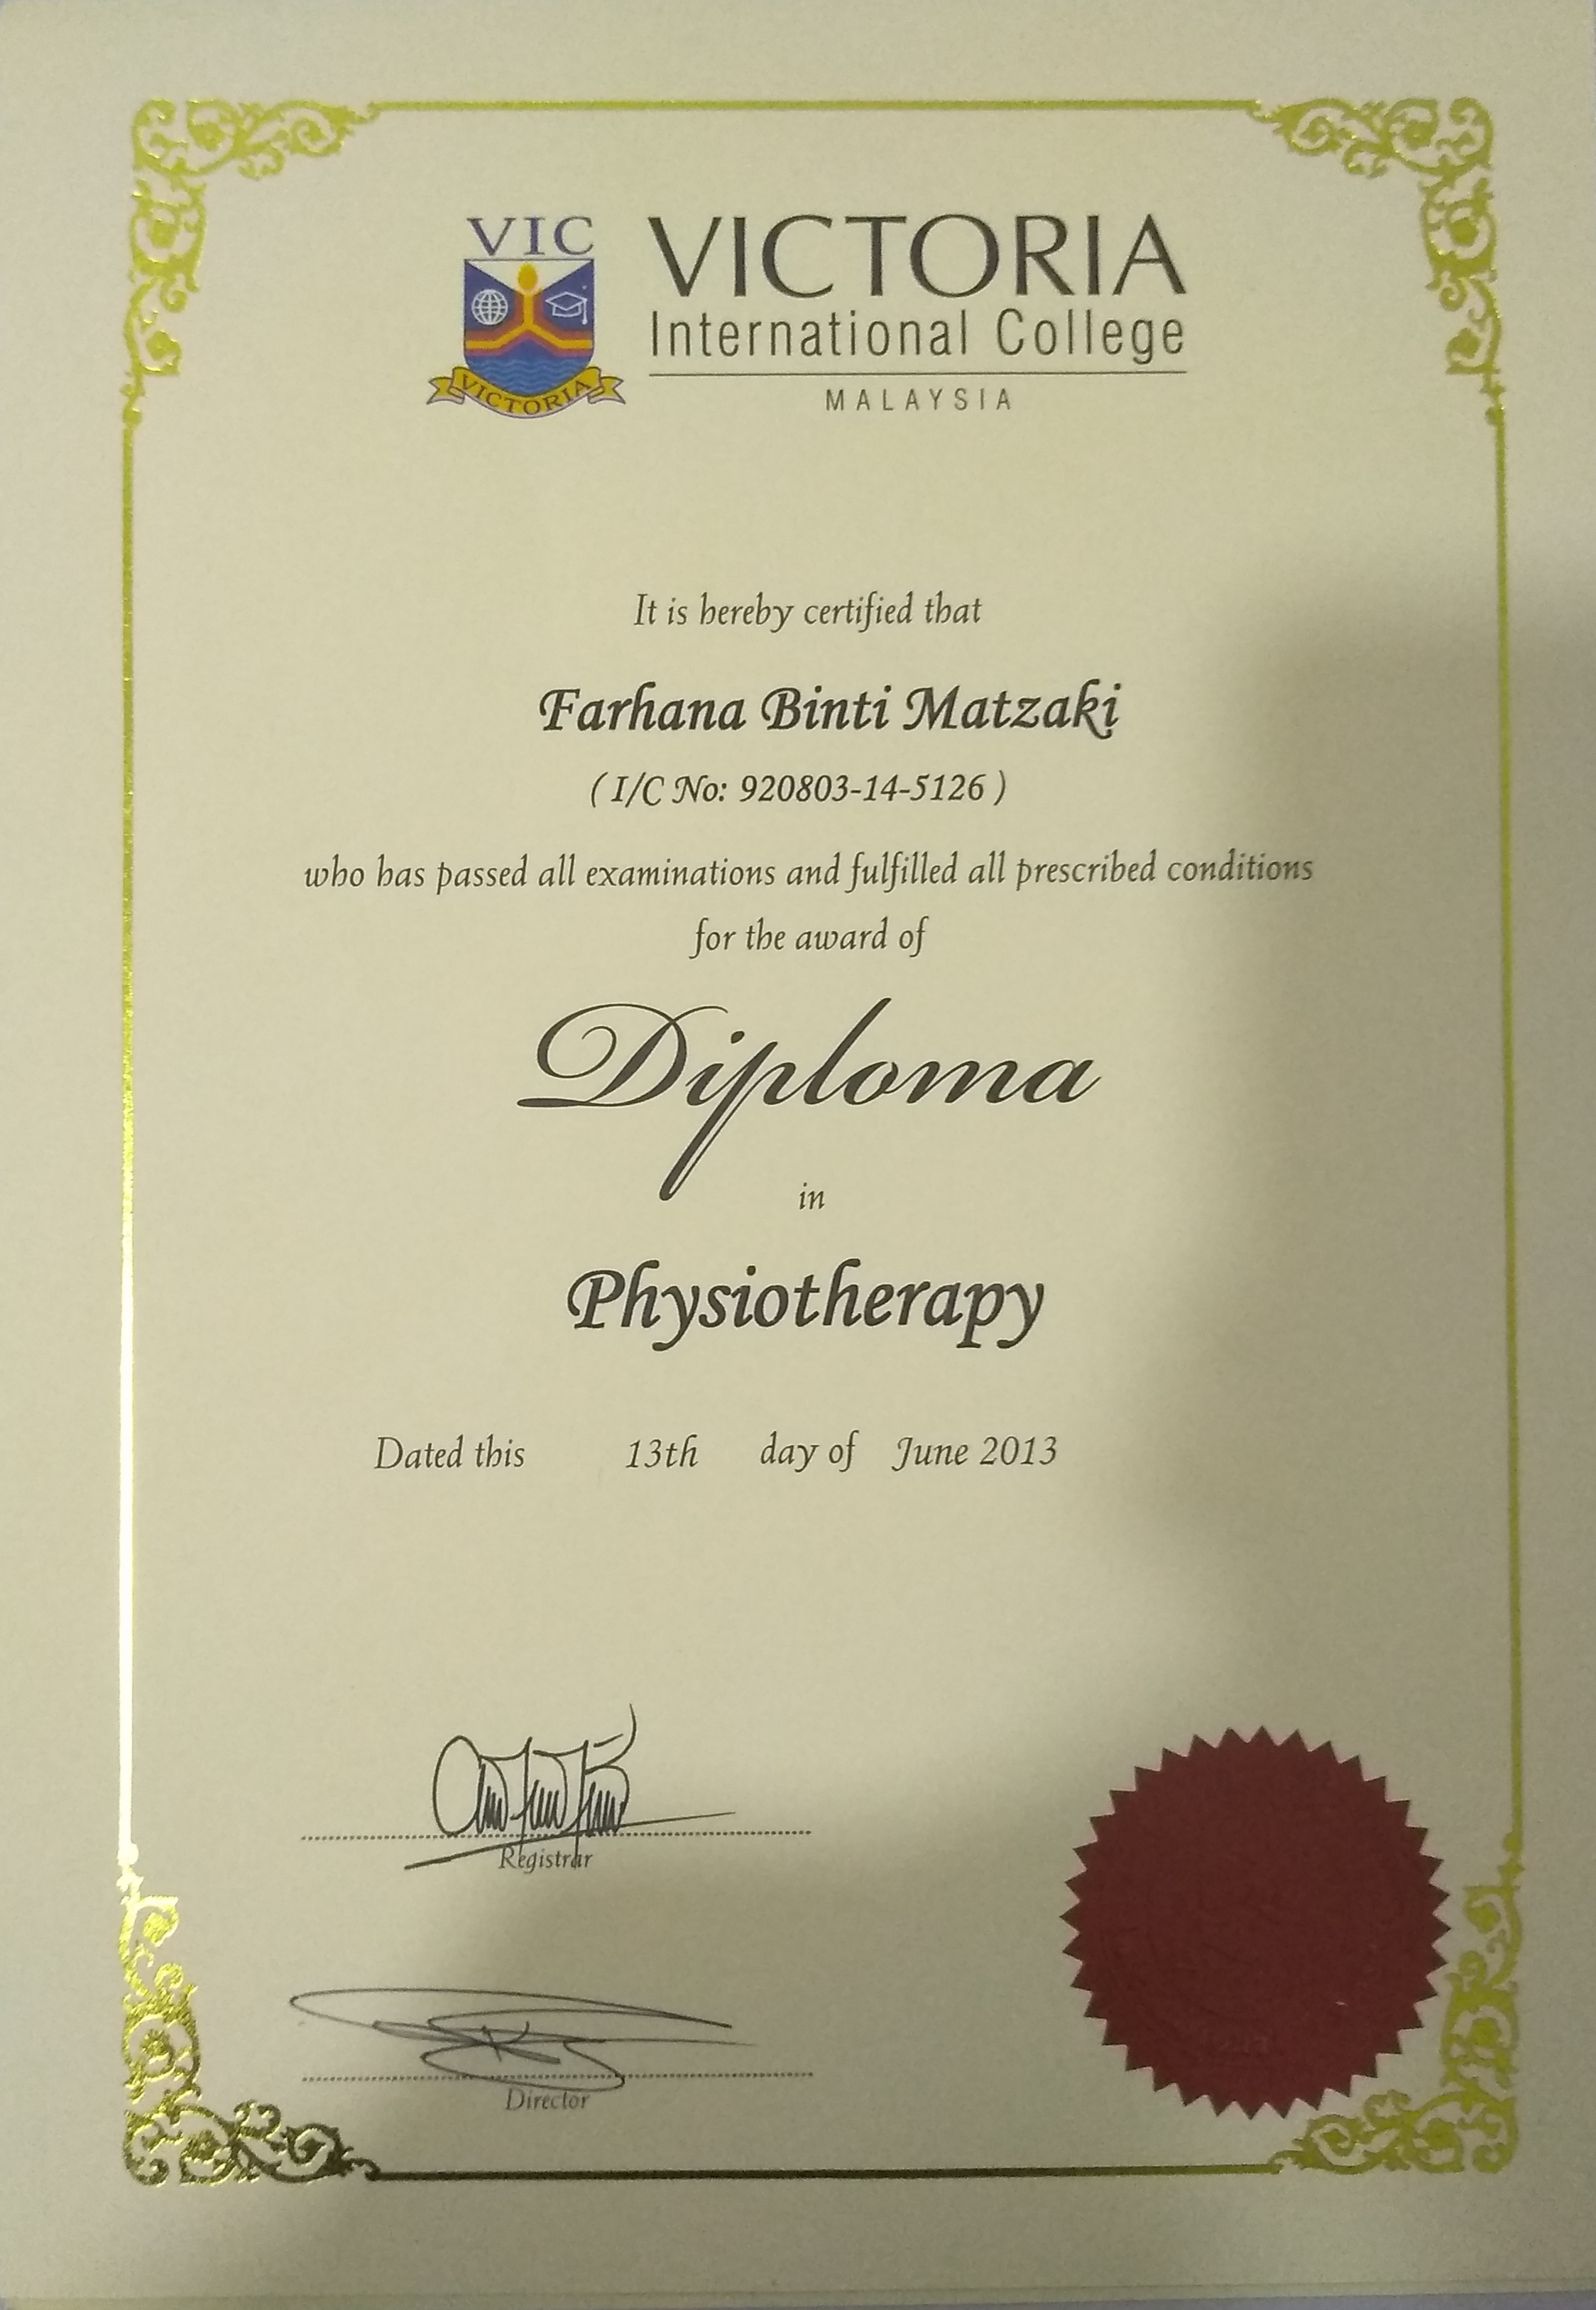 VIC
VICTORIA
VICTORIA
International College
MALAYSIA
It is hereby certified that
Farhana Binti Matzaki
( I/C No: 920803-14-5126 )
who has passed all examinations and fulfilled all prescribed conditions
for the award of
Diploma
in
Physiotherapy
Dated this 13th day of June 2013
Registrar
Director